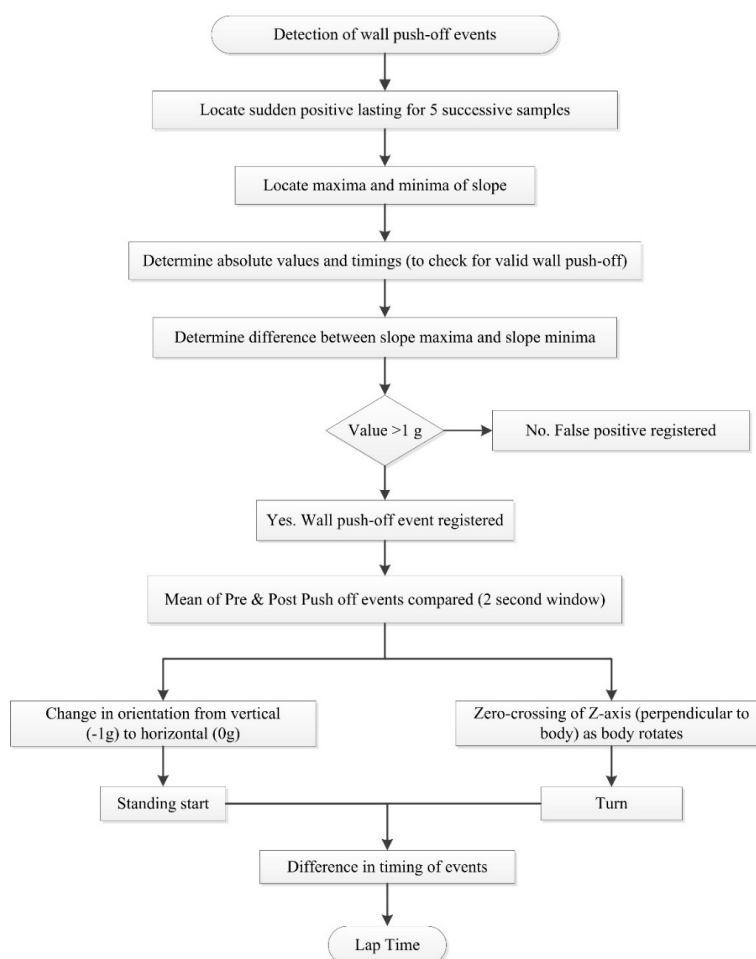 Detection of wall push-off events
Locate sudden positive lasting for 5 successive samples
Locate maxima and minima of slope
Determine absolute values and timings (to check for valid wall push-off)
Determine difference between slope maxima and slope minima
Value >1 g
No. False positive registered
Yes. Wall push-off event registered
Mean of Pre & Post Push off events compared (2 second window)
Change in orientation from vertical
(-1g) to horizontal (0g)
Zero-crossing of Z-axis (perpendicular to
body) as body rotates
Standing start
Turn
Difference in timing of events
Lap Time